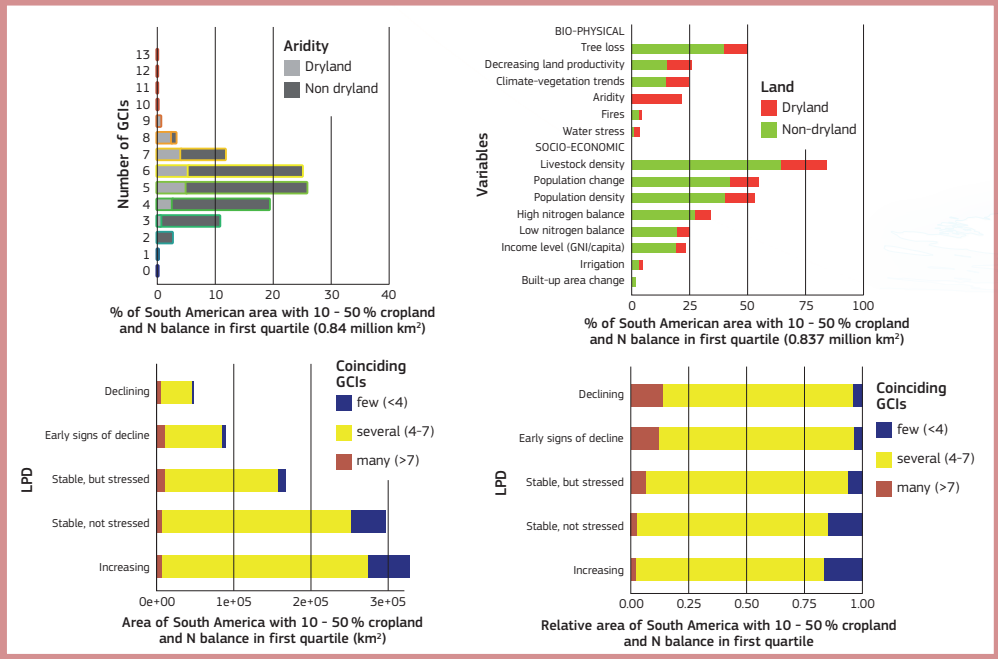 Aridity
Dryland
Non dryland
Number of GCIs
13
12
11
10
9
8
7
6
5
4
3
2
1
0
0 10 20 30 40
% of South American area with 10 - 50 % cropland
and N balance in first quartile (0.84 million km²)
Variables
BIO-PHYSICAL
Tree loss
Decreasing land productivity
Climate-vegetation trends
Aridity
Fires
Water stress
SOCIO-ECONOMIC
Livestock density
Population change
Population density
High nitrogen balance
Low nitrogen balance
Income level (GNI/capita)
Irrigation
Built-up area change
Land
Dryland
Non-dryland
0 25 50 75 100
% of South American area with 10 - 50 % cropland
and N balance in first quartile (0.837 million km²)
Coinciding
GCIs
few (<4)
several (4-7)
many (>7)
LPD
Declining
Early signs of decline
Stable, but stressed
Stable, not stressed
Increasing
0e+00 1e+05 2e+05 3e+05
Area of South America with 10 - 50 % cropland
and N balance in first quartile (km²)
LPD
Declining
Early signs of decline
Stable, but stressed
Stable, not stressed
Increasing
Coinciding
GCIs
few (<4)
several (4-7)
many (>7)
0.00 0.25 0.50 0.75 1.00
Relative area of South America with 10 - 50 % cropland
and N balance in first quartile